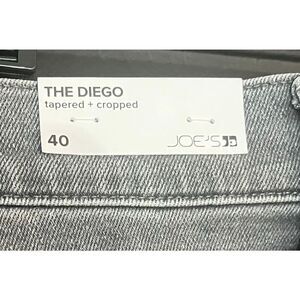 THE DIEGO
tapered + cropped
40
JOE'S